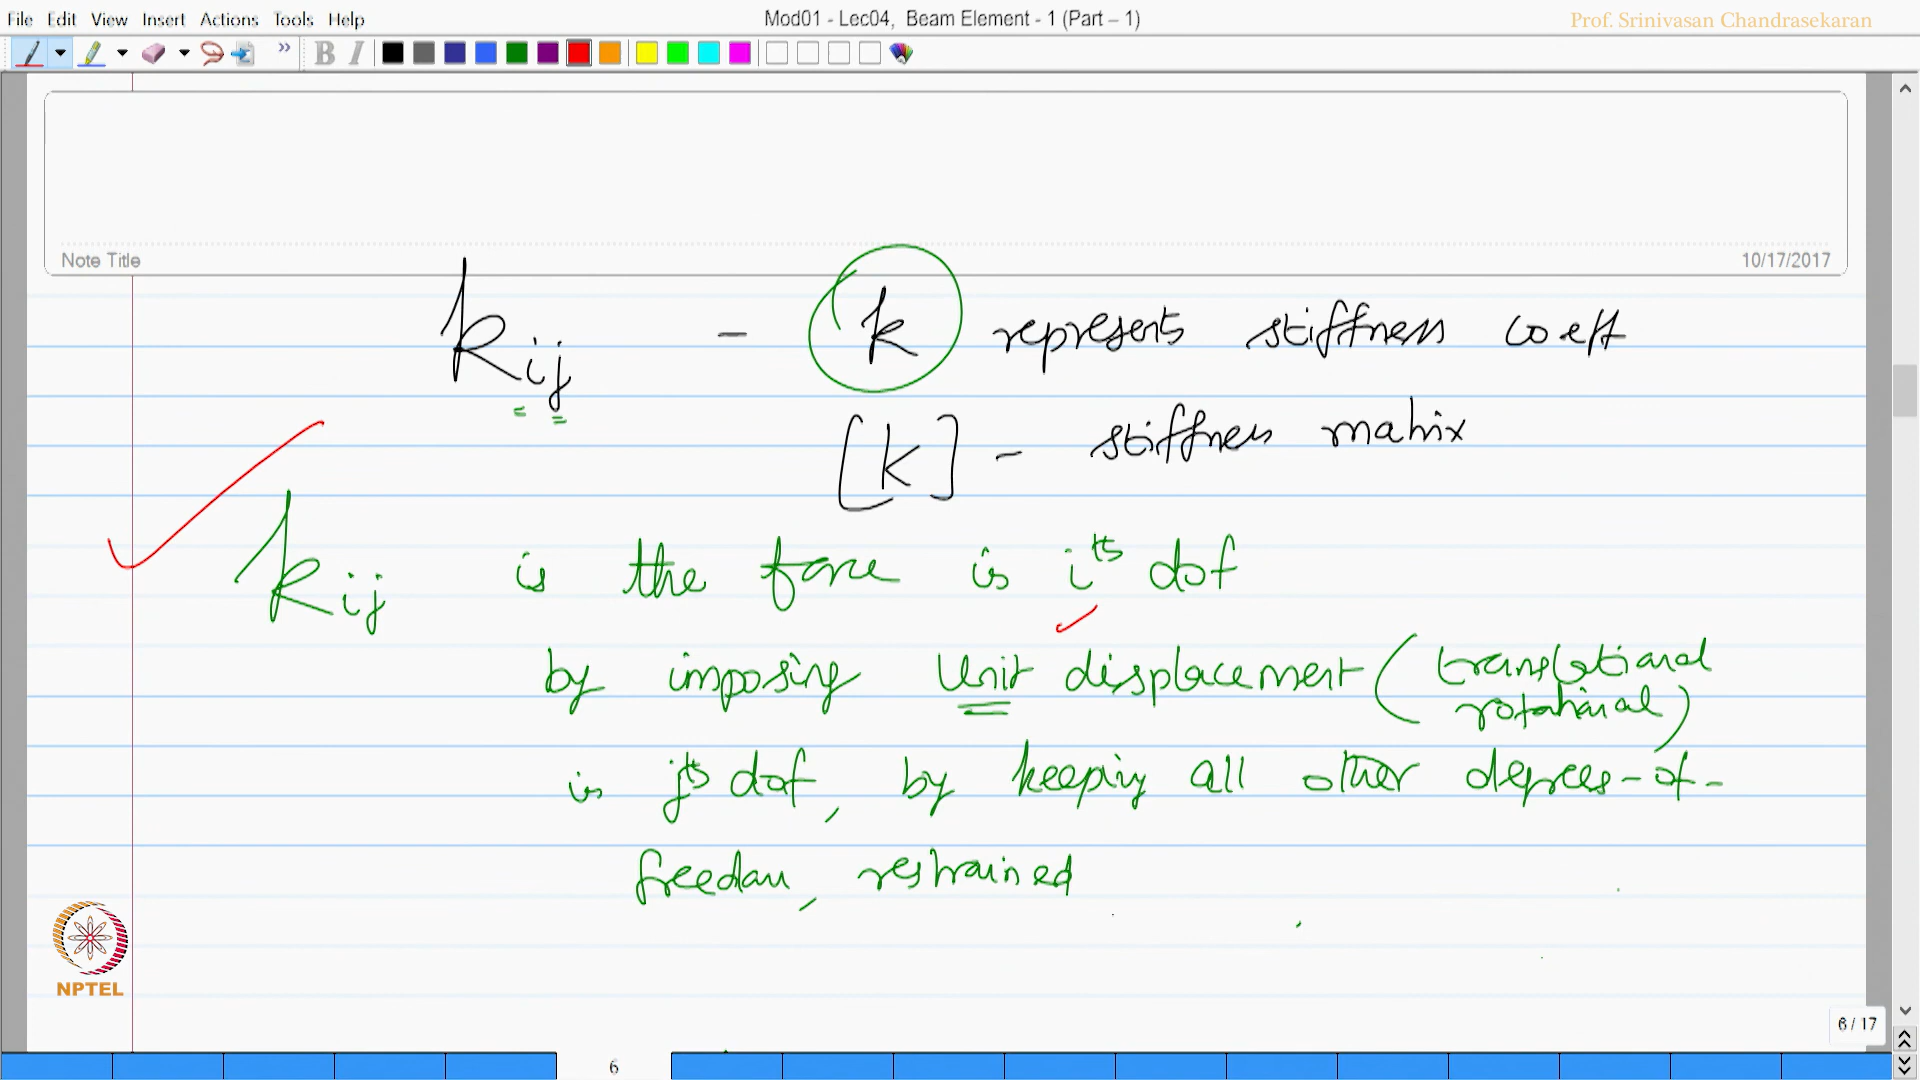 File Edit View Insert Actions Tools Help
Mod01 - Lec04, Beam Element - 1 (Part – 1)
Prof. Srinivasan Chandrasekaran
B I
Note Title
10/17/2017
kij - k represents stiffness coeff
[k] - stiffness matrix
kij is the force in ith dof
by imposing unit displacement (translational
rotational)
in jth dof, by keeping all other degrees-of-
freedom, restrained
NPTEL
6 / 17
6